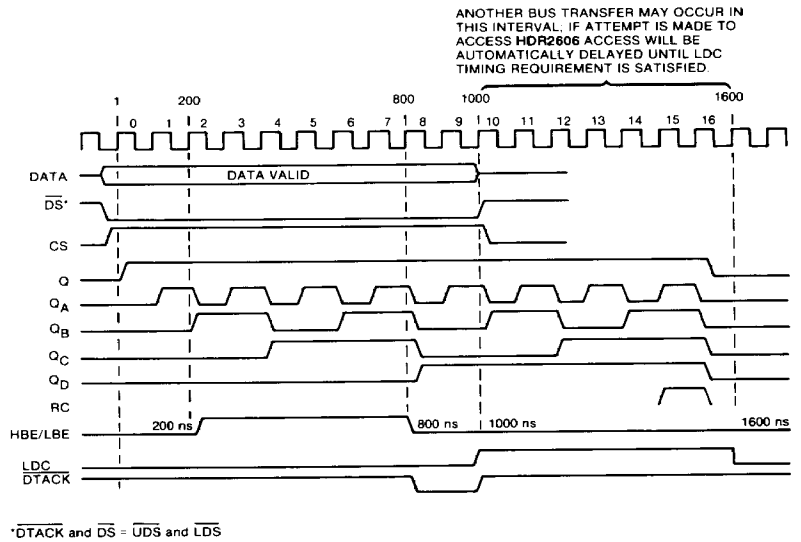 ANOTHER BUS TRANSFER MAY OCCUR IN
THIS INTERVAL; IF ATTEMPT IS MADE TO
ACCESS HDR2606 ACCESS WILL BE
AUTOMATICALLY DELAYED UNTIL LDC
TIMING REQUIREMENT IS SATISFIED.
1 200 800 1000 1600
0 1 2 3 4 5 6 7 8 9 10 11 12 13 14 15 16
DATA DATA VALID
DS*
CS
Q
QA
QB
QC
QD
RC
HBE/LBE 200 ns 800 ns 1000 ns 1600 ns
LDC
DTACK
*DTACK and DS = UDS and LDS